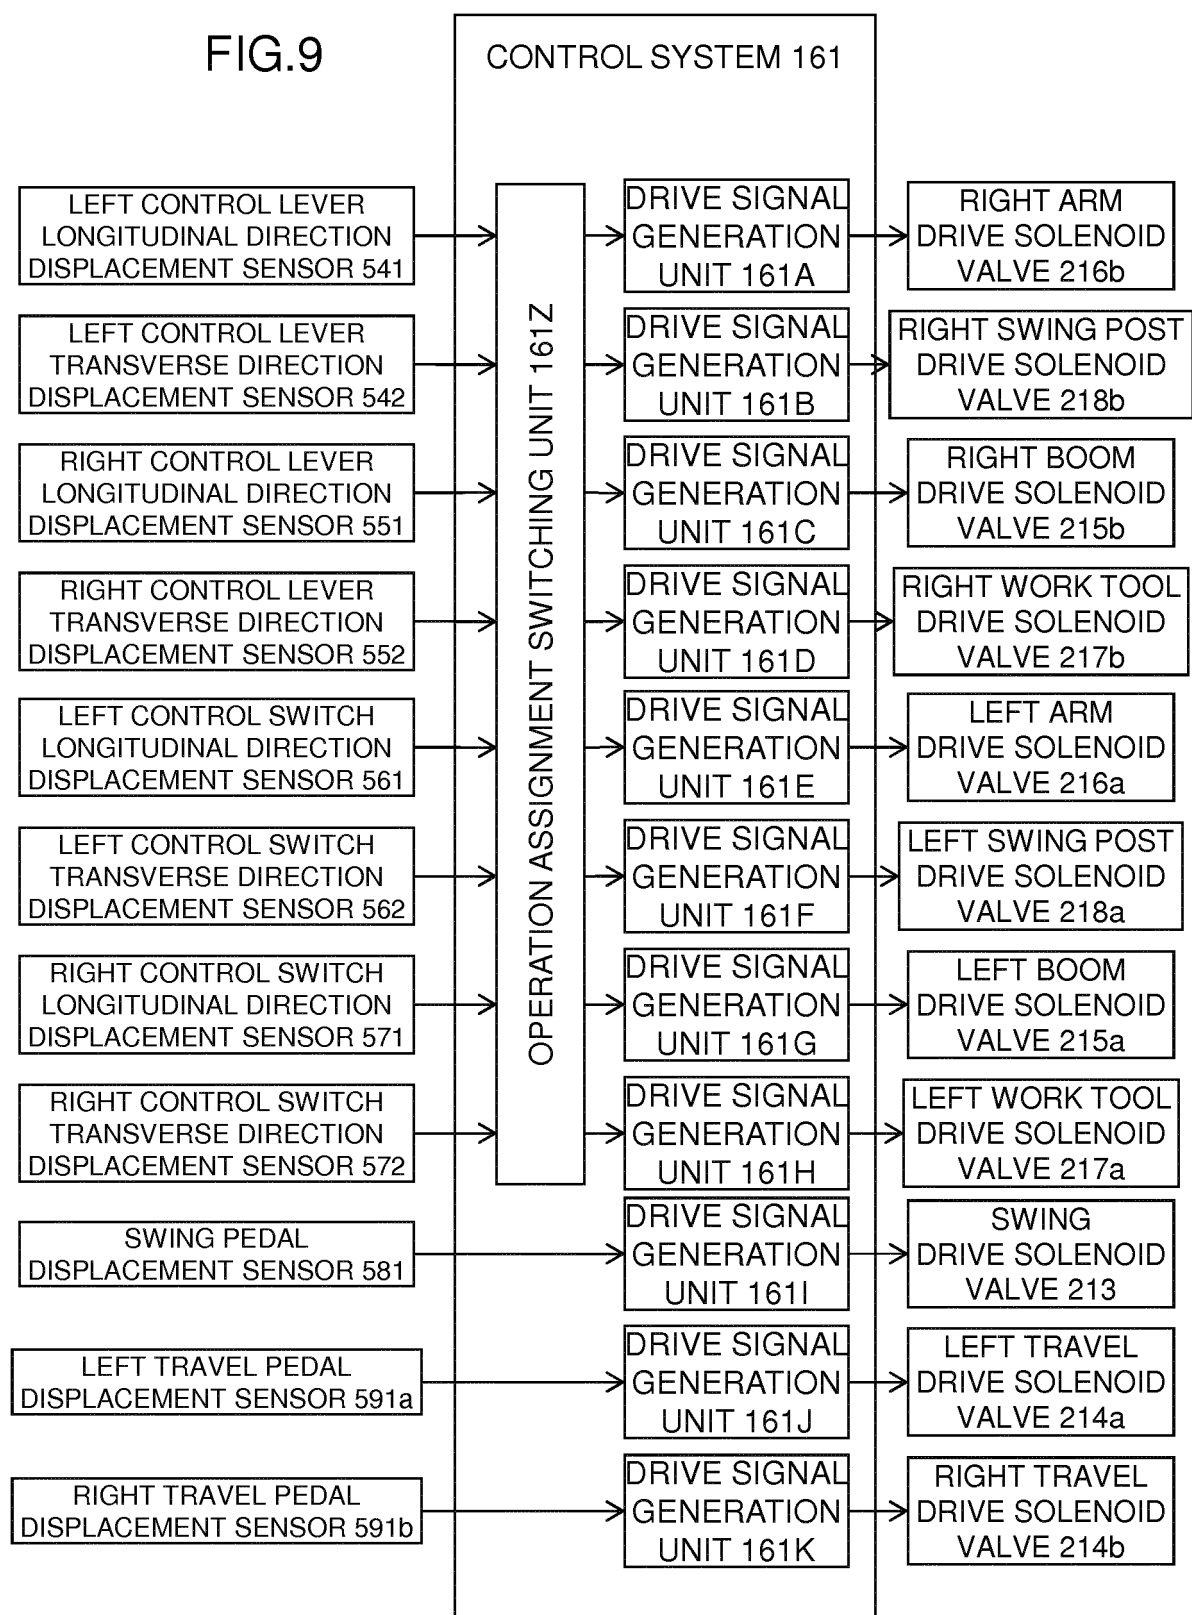 FIG.9
CONTROL SYSTEM 161
LEFT CONTROL LEVER
LONGITUDINAL DIRECTION
DISPLACEMENT SENSOR 541
DRIVE SIGNAL
GENERATION
UNIT 161A
RIGHT ARM
DRIVE SOLENOID
VALVE 216b
LEFT CONTROL LEVER
TRANSVERSE DIRECTION
DISPLACEMENT SENSOR 542
DRIVE SIGNAL
GENERATION
UNIT 161B
RIGHT SWING POST
DRIVE SOLENOID
VALVE 218b
RIGHT CONTROL LEVER
LONGITUDINAL DIRECTION
DISPLACEMENT SENSOR 551
DRIVE SIGNAL
GENERATION
UNIT 161C
RIGHT BOOM
DRIVE SOLENOID
VALVE 215b
RIGHT CONTROL LEVER
TRANSVERSE DIRECTION
DISPLACEMENT SENSOR 552
DRIVE SIGNAL
GENERATION
UNIT 161D
RIGHT WORK TOOL
DRIVE SOLENOID
VALVE 217b
OPERATION ASSIGNMENT SWITCHING UNIT 161Z
LEFT CONTROL SWITCH
LONGITUDINAL DIRECTION
DISPLACEMENT SENSOR 561
DRIVE SIGNAL
GENERATION
UNIT 161E
LEFT ARM
DRIVE SOLENOID
VALVE 216a
LEFT CONTROL SWITCH
TRANSVERSE DIRECTION
DISPLACEMENT SENSOR 562
DRIVE SIGNAL
GENERATION
UNIT 161F
LEFT SWING POST
DRIVE SOLENOID
VALVE 218a
RIGHT CONTROL SWITCH
LONGITUDINAL DIRECTION
DISPLACEMENT SENSOR 571
DRIVE SIGNAL
GENERATION
UNIT 161G
LEFT BOOM
DRIVE SOLENOID
VALVE 215a
RIGHT CONTROL SWITCH
TRANSVERSE DIRECTION
DISPLACEMENT SENSOR 572
DRIVE SIGNAL
GENERATION
UNIT 161H
LEFT WORK TOOL
DRIVE SOLENOID
VALVE 217a
SWING PEDAL
DISPLACEMENT SENSOR 581
DRIVE SIGNAL
GENERATION
UNIT 161I
SWING
DRIVE SOLENOID
VALVE 213
LEFT TRAVEL PEDAL
DISPLACEMENT SENSOR 591a
DRIVE SIGNAL
GENERATION
UNIT 161J
LEFT TRAVEL
DRIVE SOLENOID
VALVE 214a
RIGHT TRAVEL PEDAL
DISPLACEMENT SENSOR 591b
DRIVE SIGNAL
GENERATION
UNIT 161K
RIGHT TRAVEL
DRIVE SOLENOID
VALVE 214b